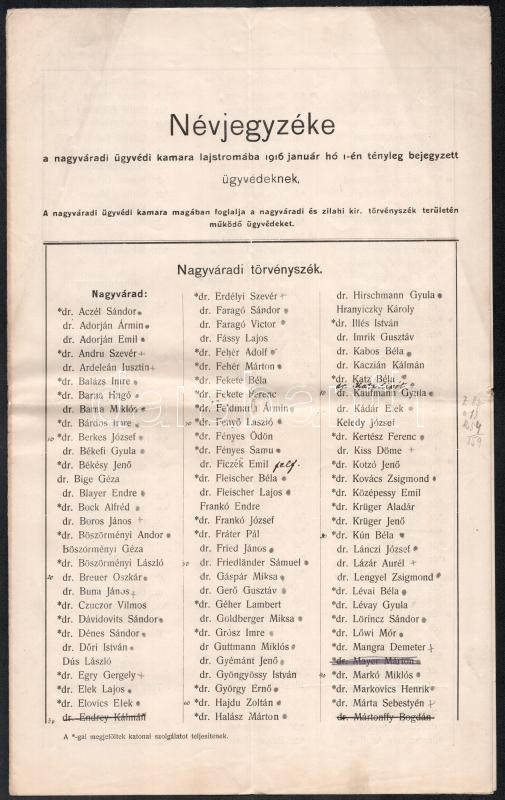 Névjegyzéke
a nagyváradi ügyvédi kamara lajstromába 1916 január hó 1-én tényleg bejegyzett
ügyvédeknek,
A nagyváradi ügyvédi kamara magában foglalja a nagyváradi és zilahi kir. törvényszék területén
működő ügyvédeket.
Nagyváradi törvényszék.
Nagyvárad:
*dr. Aczél Sándor
dr. Adorján Ármin
dr. Adorján Emil
*dr. Andru Szevér +
dr. Ardeleán Jusztin +
*dr. Balázs Imre
*dr. Barna Hugó
dr. Barna Miklós
*dr. Bárdos Imre
10 *dr. Berkes József
dr. Békefi Gyula
*dr. Békésy Jenő
dr. Bige Géza
dr. Blayer Endre
*dr. Bock Alfréd
dr. Boros János +
*dr. Böszörményi Andor
Böszörményi Géza
*dr. Böszörményi László
20 dr. Breuer Oszkár
dr. Buna János +
*dr. Czuczor Vilmos
*dr. Dávidovits Sándor
*dr. Dénes Sándor
dr. Dőri István
Dús László
*dr. Egry Gergely +
*dr. Elek Lajos
*dr. Elovics Elek
30 dr. Endrey Kálmán
*dr. Erdélyi Szevér +
dr. Faragó Sándor
dr. Faragó Victor
dr. Fássy Lajos
*dr. Fehér Adolf
*dr. Fehér Márton
*dr. Fekete Béla
*dr. Fekete Ferenc
*dr. Feldmann Ármin
*dr. Fenyő László
*dr. Fényes Ödön
*dr. Fényes Samu
dr. Ficzek Emil felf.
*dr. Fleischer Béla
dr. Fleischer Lajos
Frankó Endre
*dr. Frankó József
*dr. Fráter Pál
dr. Fried János
50 dr. Friedländer Sámuel
dr. Gáspár Miksa
dr. Gerő Gusztáv
dr. Géher Lambert
dr. Goldberger Miksa
*dr. Grósz Imre
dr. Guttmann Miklós
*dr. Gyémánt Jenő
dr. Gyöngyössy István
*dr. György Ernő
60 *dr. Hajdu Zoltán
*dr. Halász Márton
dr. Hirschmann Gyula
Hraniyiczky Károly
*dr. Illés István
dr. Imrik Gusztáv
dr. Kabos Béla
dr. Kaczián Kálmán
*dr. Katz Béla
dr. Kaufmann Gyula
dr. Kádár Elek
Keledy József
*dr. Kertész Ferenc
dr. Kiss Döme +
*dr. Kotzó Jenő
*dr. Kovács Zsigmond
*dr. Középessy Emil
*dr. Krüger Aladár
*dr. Krüger Jenő
*dr. Kún Béla
dr. Lánczi József
dr. Lázár Aurél +
dr. Lengyel Zsigmond
*dr. Lévai Béla
*dr. Lévay Gyula
*dr. Lörincz Sándor
*dr. Lőwi Mór
*dr. Mangra Demeter +
*dr. Mayer Márton
*dr. Markó Miklós
*dr. Markovics Henrik
*dr. Márta Sebestyén +
dr. Mártonffy Bogdán
A *-gal megjelöltek katonai szolgálatot teljesitenek.